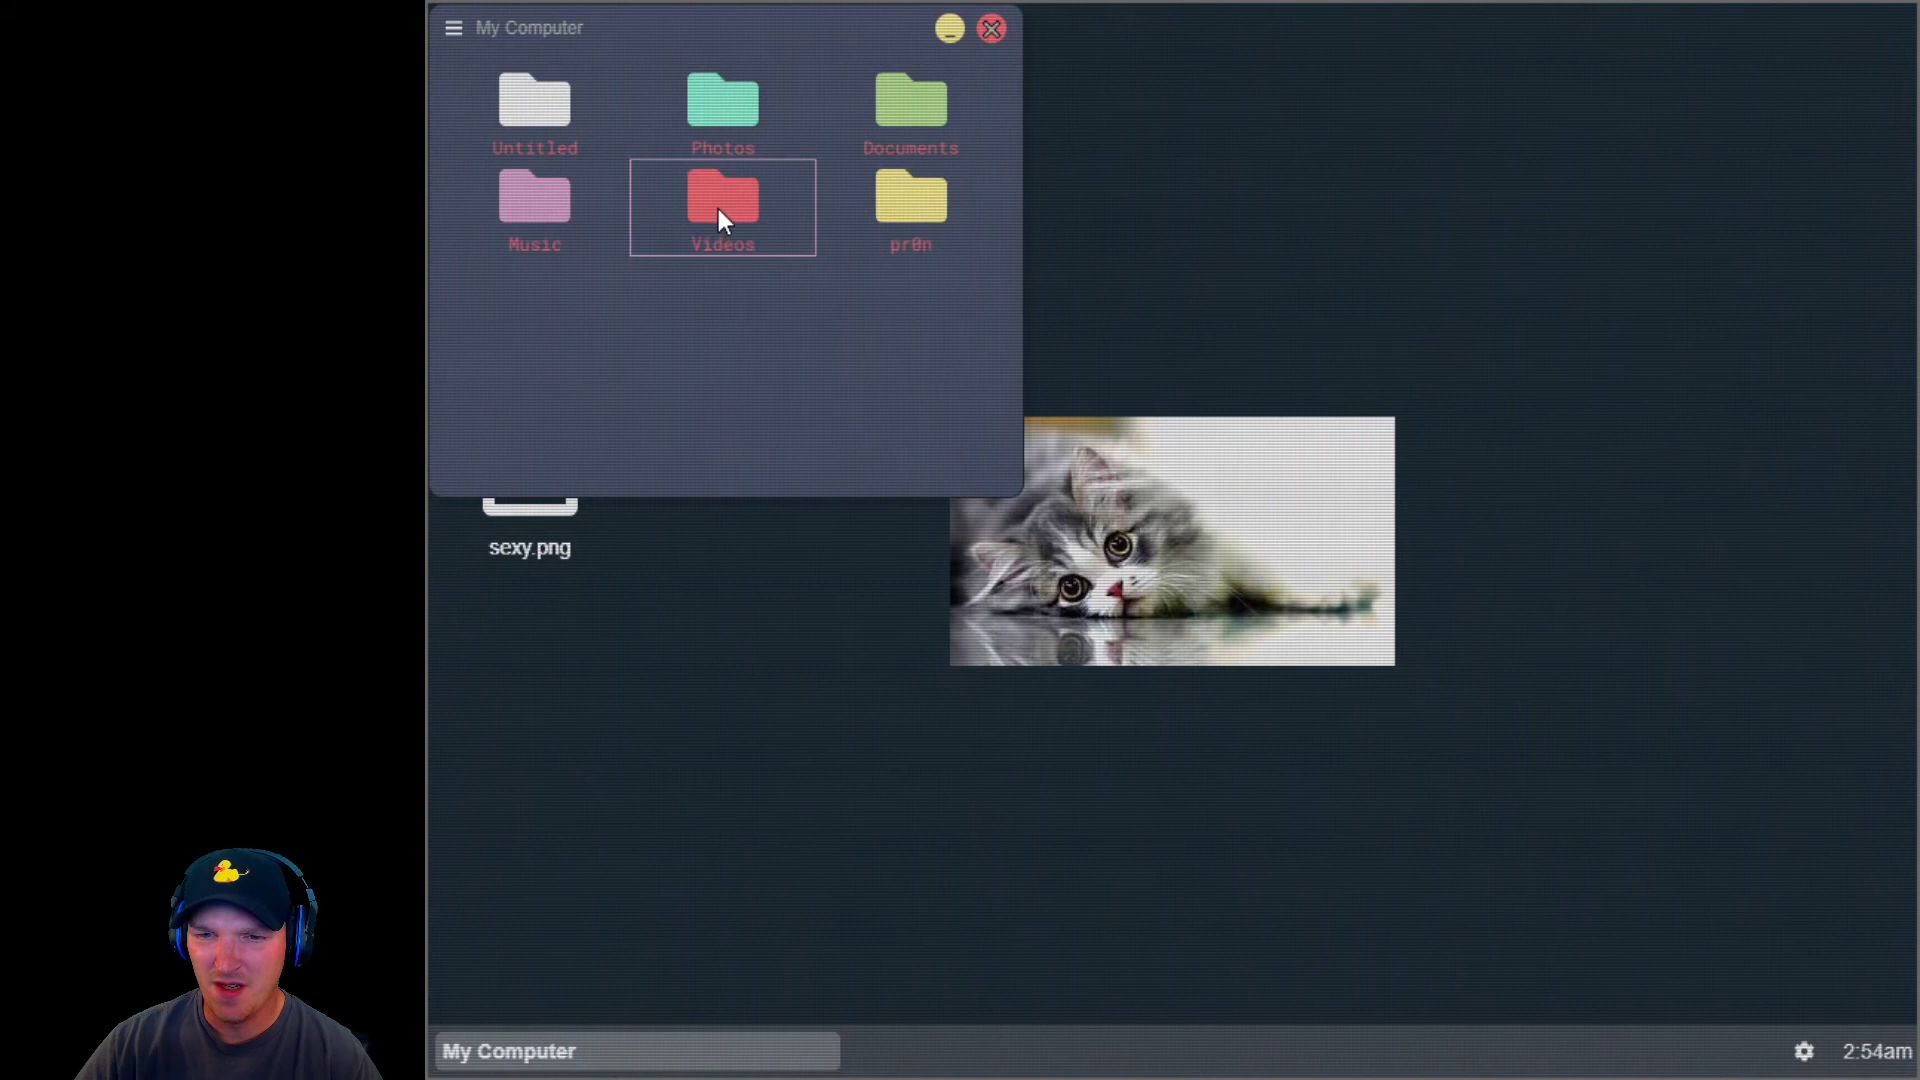 My Computer
Untitled
Photos
Documents
Music
Videos
pr0n
sexy.png
My Computer
2:54am